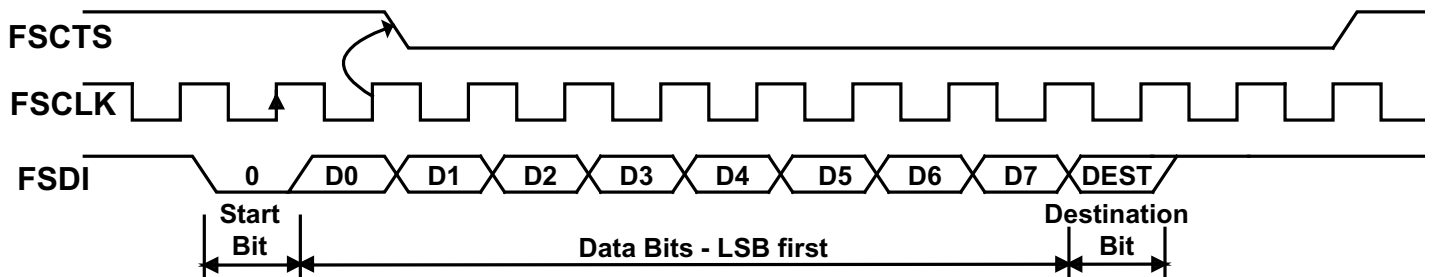 FSCTS
FSCLK
FSDI
0 D0 D1 D2 D3 D4 D5 D6 D7 DEST
Start
Bit
Data Bits - LSB first
Destination
Bit